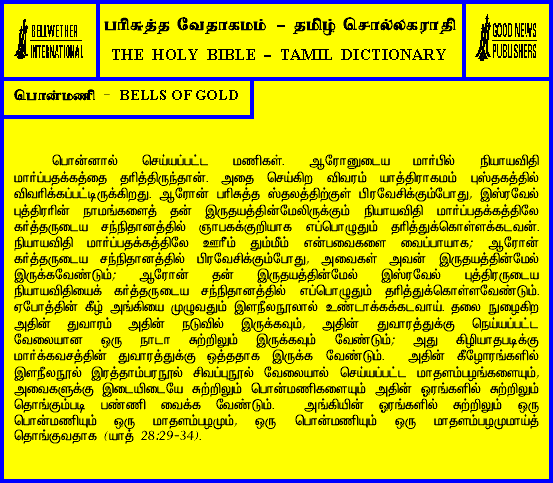 BELLWETHER
INTERNATIONAL
பரிசுத்த வேதாகமம் - தமிழ் சொல்லகராதி
THE HOLY BIBLE - TAMIL DICTIONARY
GOOD NEWS
PUBLISHERS
பொன்மணி - BELLS OF GOLD
பொன்னால் செய்யப்பட்ட மணிகள். ஆரோனுடைய மார்பில் நியாயவிதி
மார்ப்பதக்கத்தை தரித்திருந்தான். அதை செய்கிற விவரம் யாத்திராகமம் புஸ்தகத்தில்
விவரிக்கப்பட்டிருக்கிறது. ஆரோன் பரிசுத்த ஸ்தலத்திற்குள் பிரவேசிக்கும்போது, இஸ்ரவேல்
புத்திரரின் நாமங்களைத் தன் இருதயத்தின்மேலிருக்கும் நியாயவிதி மார்ப்பதக்கத்திலே
கர்த்தருடைய சந்நிதானத்தில் ஞாபகக்குறியாக எப்பொழுதும் தரித்துக்கொள்ளக்கடவன்.
நியாயவிதி மார்ப்பதக்கத்திலே ஊரீம் தும்மீம் என்பவைகளை வைப்பாயாக; ஆரோன்
கர்த்தருடைய சந்நிதானத்தில் பிரவேசிக்கும்போது, அவைகள் அவன் இருதயத்தின்மேல்
இருக்கவேண்டும்; ஆரோன் தன் இருதயத்தின்மேல் இஸ்ரவேல் புத்திரருடைய
நியாயவிதியைக் கர்த்தருடைய சந்நிதானத்தில் எப்பொழுதும் தரித்துக்கொள்ளவேண்டும்.
ஏபோத்தின் கீழ் அங்கியை முழுவதும் இளநீலநூலால் உண்டாக்கக்கடவாய். தலை நுழைகிற
அதின் துவாரம் அதின் நடுவில் இருக்கவும், அதின் துவாரத்துக்கு நெய்யப்பட்ட
வேலையான ஒரு நாடா சுற்றிலும் இருக்கவும் வேண்டும்; அது கிழியாதபடிக்கு
மார்க்கவசத்தின் துவாரத்துக்கு ஒத்ததாக இருக்க வேண்டும். அதின் கீழோரங்களில்
இளநீலநூல் இரத்தாம்பரநூல் சிவப்புநூல் வேலையால் செய்யப்பட்ட மாதளம்பழங்களையும்,
அவைகளுக்கு இடையிடையே சுற்றிலும் பொன்மணிகளையும் அதின் ஓரங்களில் சுற்றிலும்
தொங்கும்படி பண்ணி வைக்க வேண்டும். அங்கியின் ஓரங்களில் சுற்றிலும் ஒரு
பொன்மணியும் ஒரு மாதளம்பழமும், ஒரு பொன்மணியும் ஒரு மாதளம்பழமுமாய்த்
தொங்குவதாக (யாத் 28:29-34).